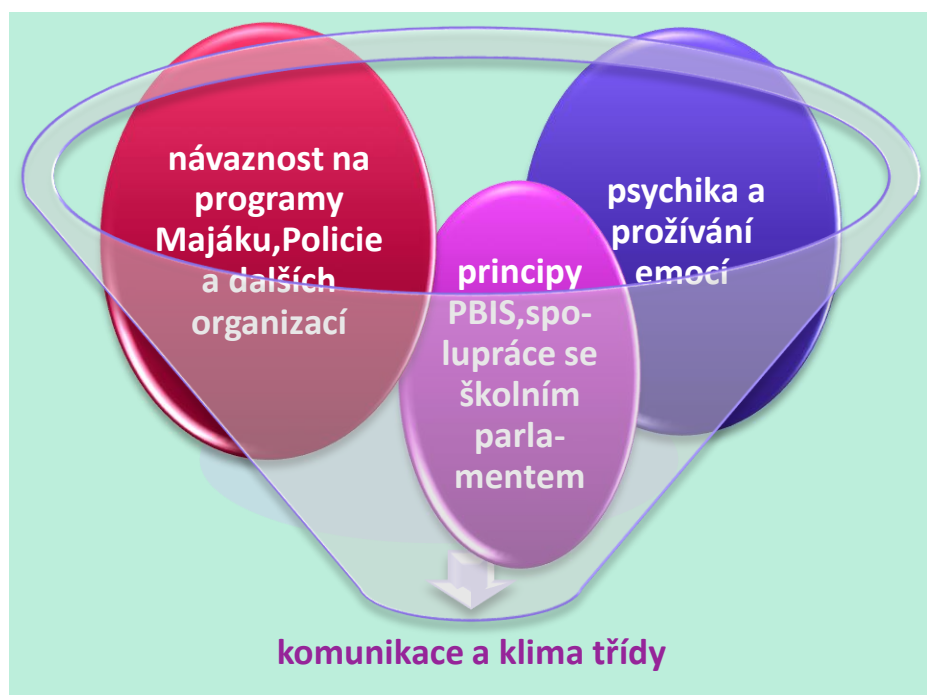 návaznost na
programy
Majáku,Policie
a dalších
organizací
principy
PBIS,spo-
lupráce se
školním
parla-
mentem
psychika a
prožívání
emocí
komunikace a klima třídy